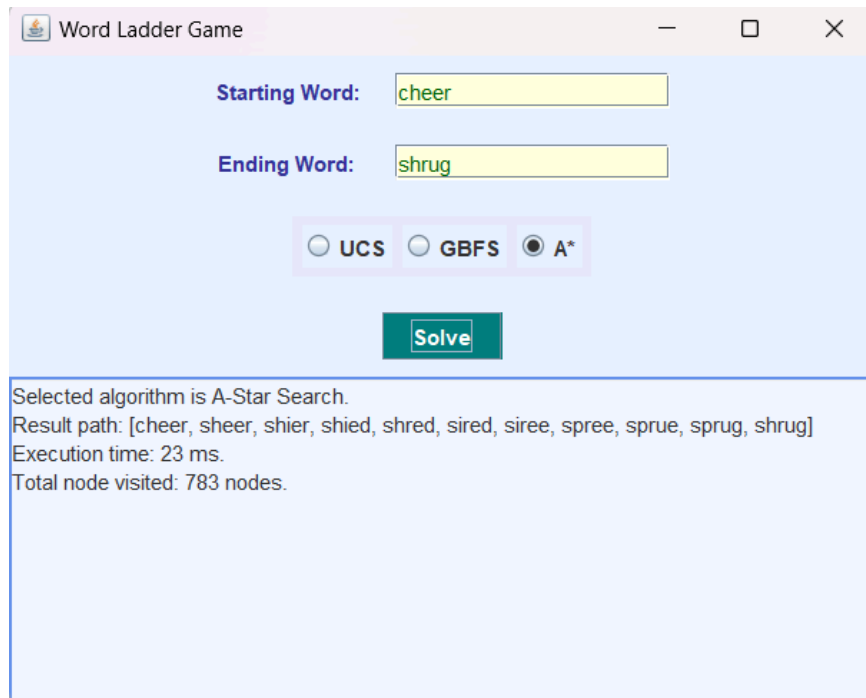 Word Ladder Game
Starting Word: cheer
Ending Word: shrug
UCS GBFS A*
Solve
Selected algorithm is A-Star Search.
Result path: [cheer, sheer, shier, shied, shred, sired, siree, spree, sprue, sprug, shrug]
Execution time: 23 ms.
Total node visited: 783 nodes.